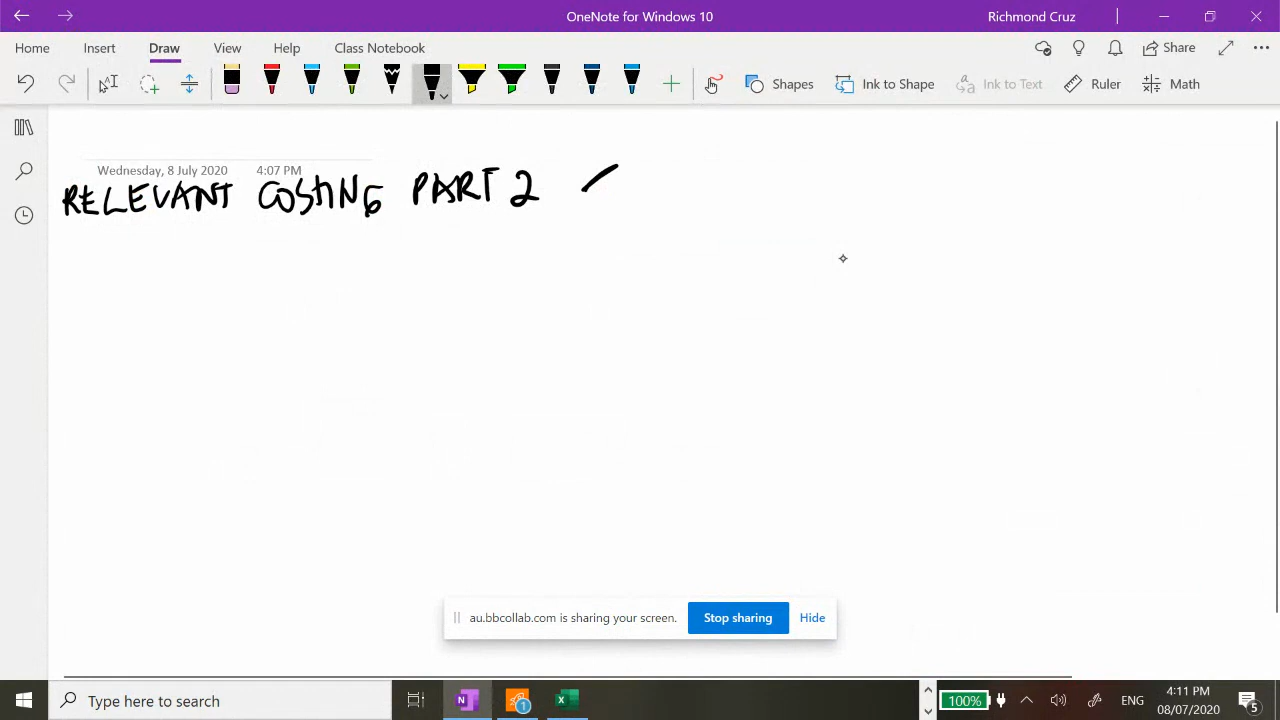 OneNote for Windows 10
Richmond Cruz
Home Insert Draw View Help Class Notebook
Share
Shapes Ink to Shape Ink to Text Ruler Math
Wednesday, 8 July 2020 4:07 PM
RELEVANT COSTING PART 2
au.bbcollab.com is sharing your screen. Stop sharing Hide
Type here to search
1
100%
ENG
4:11 PM
08/07/2020
5